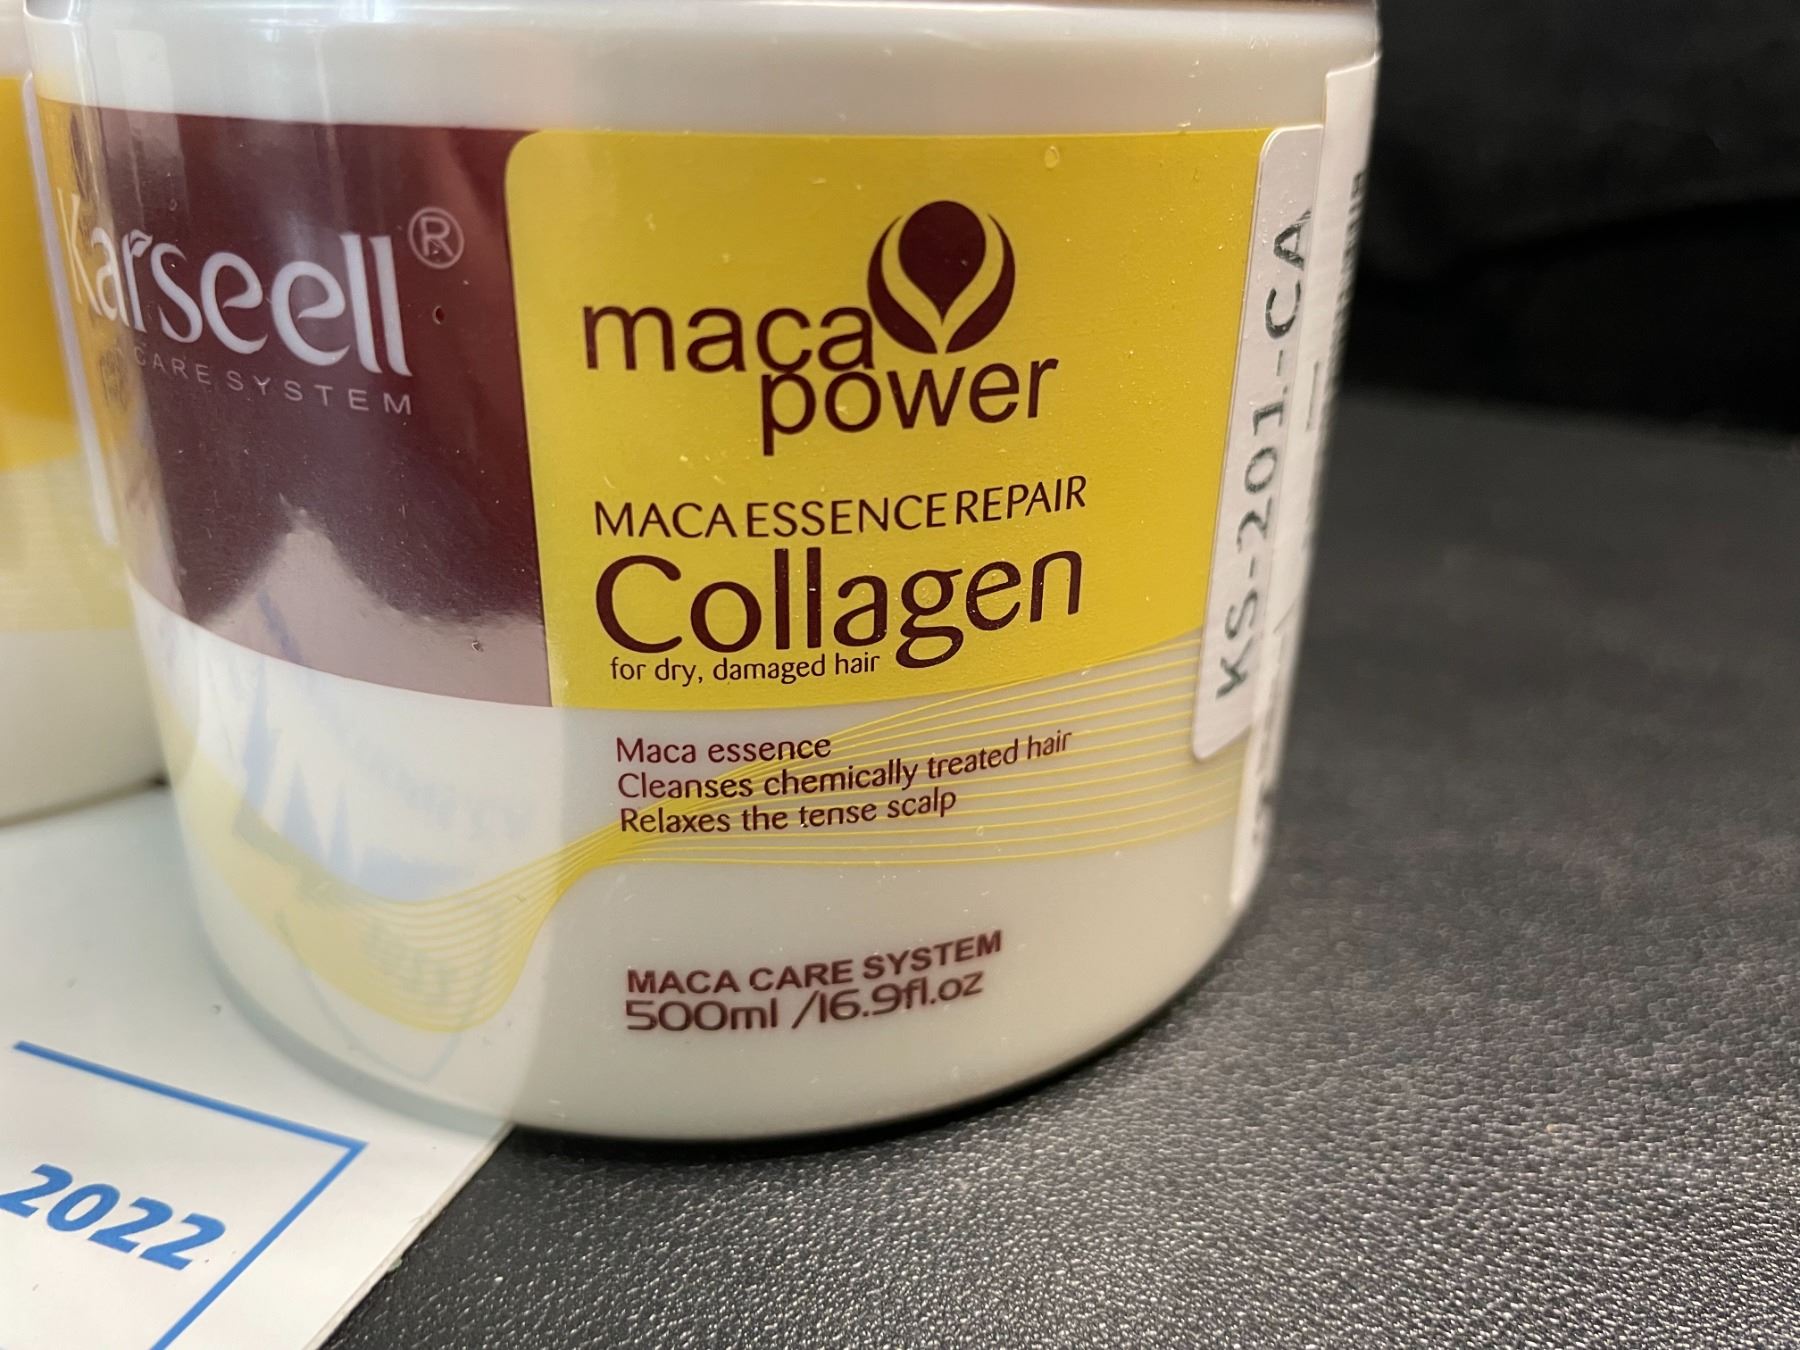 Karseell®
CARE SYSTEM
maca
power
MACA ESSENCE REPAIR
Collagen
for dry, damaged hair
Maca essence
Cleanses chemically treated hair
Relaxes the tense scalp
MACA CARE SYSTEM
500ml /16.9fl.oz
KS-201-CA
2022